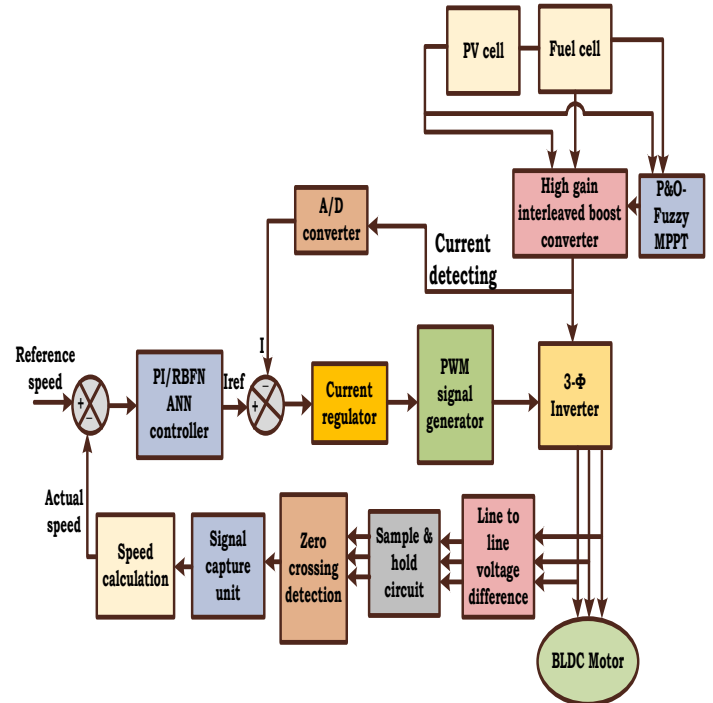 PV cell
Fuel cell
High gain
interleaved boost
converter
P&O-
Fuzzy
MPPT
A/D
converter
Current
detecting
I
Reference
speed
+
−
PI/RBFN
ANN
controller
Iref
−
+
Current
regulator
PWM
signal
generator
3-Φ
Inverter
Actual
speed
Speed
calculation
Signal
capture
unit
Zero
crossing
detection
Sample &
hold
circuit
Line to
line
voltage
difference
BLDC Motor